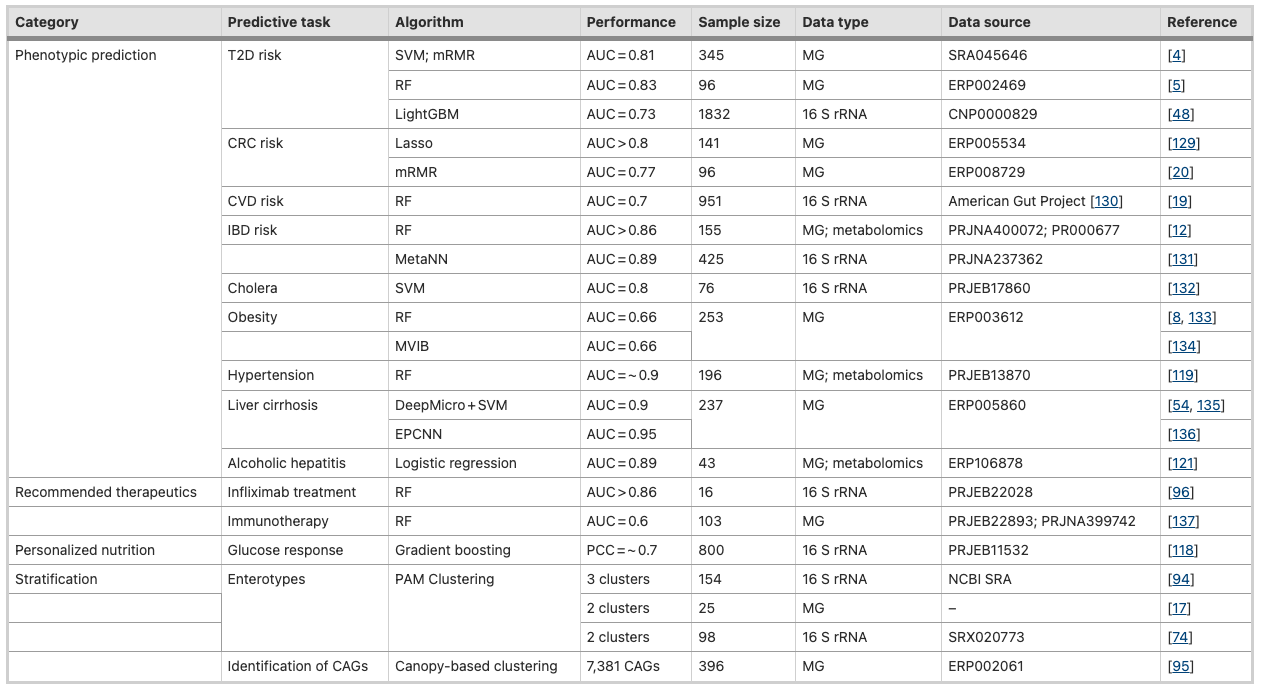 Category Predictive task Algorithm Performance Sample size Data type Data source Reference
Phenotypic prediction T2D risk SVM; mRMR AUC = 0.81 345 MG SRA045646 [4]
RF AUC = 0.83 96 MG ERP002469 [5]
LightGBM AUC = 0.73 1832 16 S rRNA CNP0000829 [48]
CRC risk Lasso AUC > 0.8 141 MG ERP005534 [129]
mRMR AUC = 0.77 96 MG ERP008729 [20]
CVD risk RF AUC = 0.7 951 16 S rRNA American Gut Project [130] [19]
IBD risk RF AUC > 0.86 155 MG; metabolomics PRJNA400072; PR000677 [12]
MetaNN AUC = 0.89 425 16 S rRNA PRJNA237362 [131]
Cholera SVM AUC = 0.8 76 16 S rRNA PRJEB17860 [132]
Obesity RF AUC = 0.66 253 MG ERP003612 [8, 133]
MVIB AUC = 0.66 [134]
Hypertension RF AUC = ~ 0.9 196 MG; metabolomics PRJEB13870 [119]
Liver cirrhosis DeepMicro + SVM AUC = 0.9 237 MG ERP005860 [54, 135]
EPCNN AUC = 0.95 [136]
Alcoholic hepatitis Logistic regression AUC = 0.89 43 MG; metabolomics ERP106878 [121]
Recommended therapeutics Infliximab treatment RF AUC > 0.86 16 16 S rRNA PRJEB22028 [96]
Immunotherapy RF AUC = 0.6 103 MG PRJEB22893; PRJNA399742 [137]
Personalized nutrition Glucose response Gradient boosting PCC = ~ 0.7 800 16 S rRNA PRJEB11532 [118]
Stratification Enterotypes PAM Clustering 3 clusters 154 16 S rRNA NCBI SRA [94]
2 clusters 25 MG – [17]
2 clusters 98 16 S rRNA SRX020773 [74]
Identification of CAGs Canopy-based clustering 7,381 CAGs 396 MG ERP002061 [95]